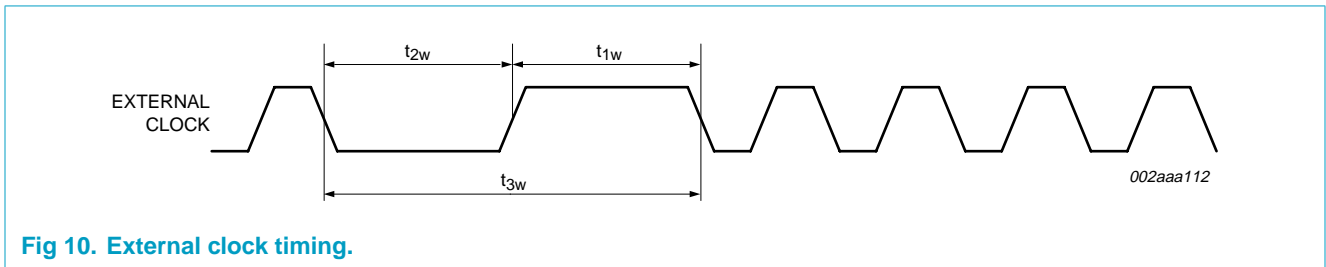 t2w
t1w
EXTERNAL
CLOCK
t3w
002aaa112
Fig 10. External clock timing.